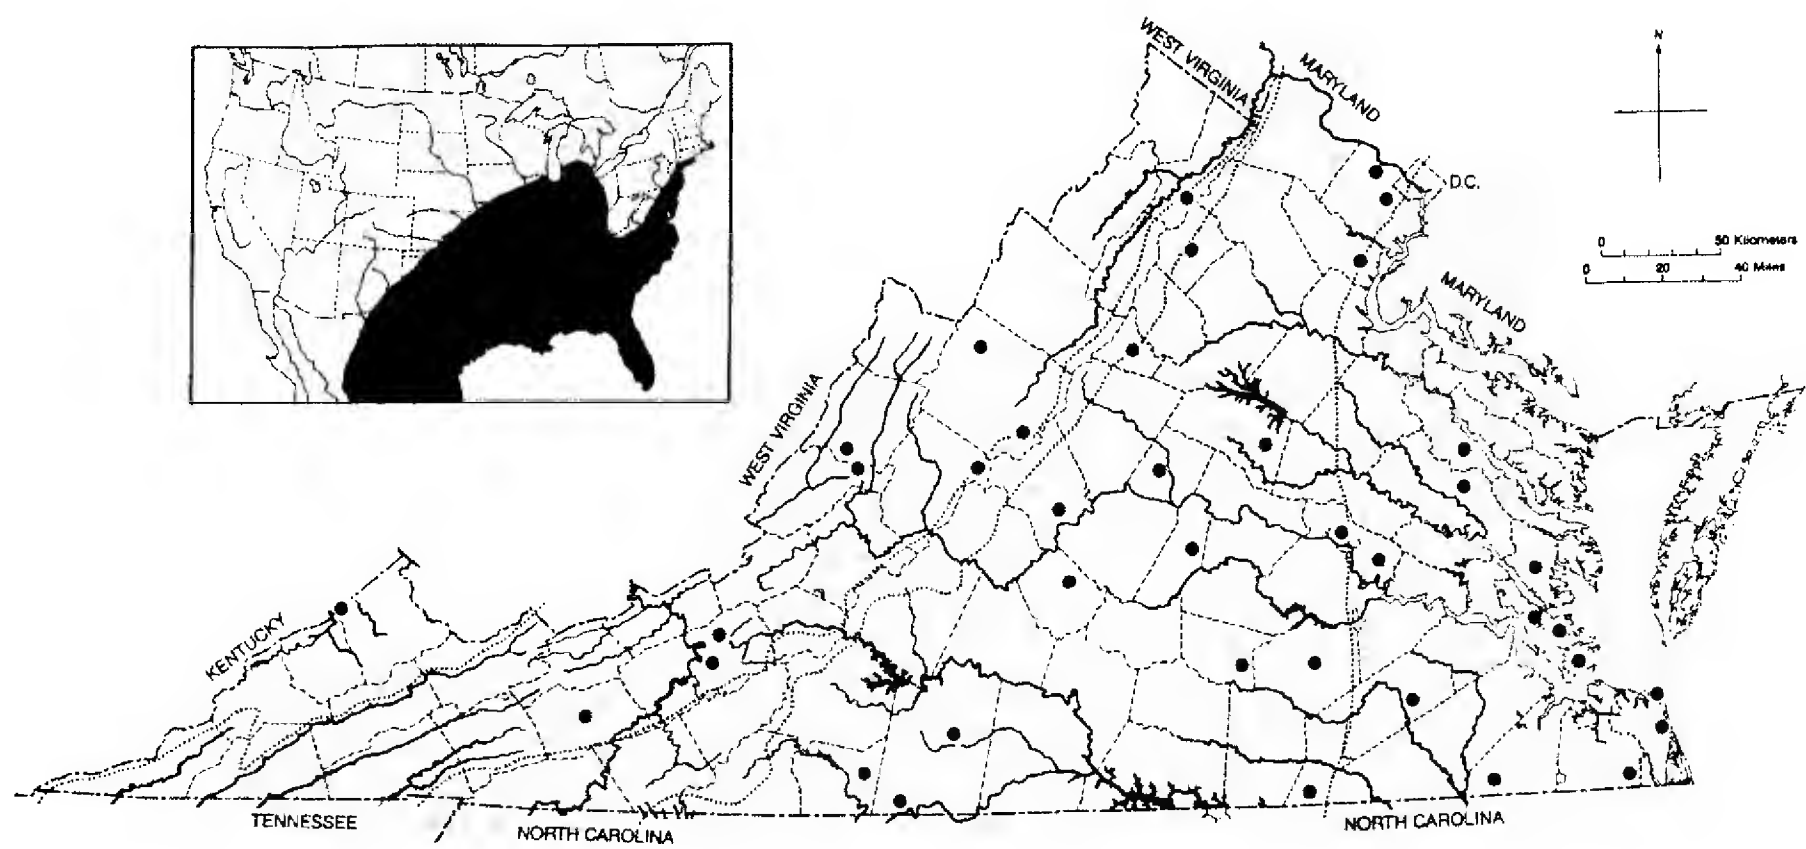 WEST VIRGINIA
MARYLAND
N
D.C.
0 50 Kilometers
0 20 40 Miles
MARYLAND
WEST VIRGINIA
KENTUCKY
TENNESSEE
NORTH CAROLINA
NORTH CAROLINA